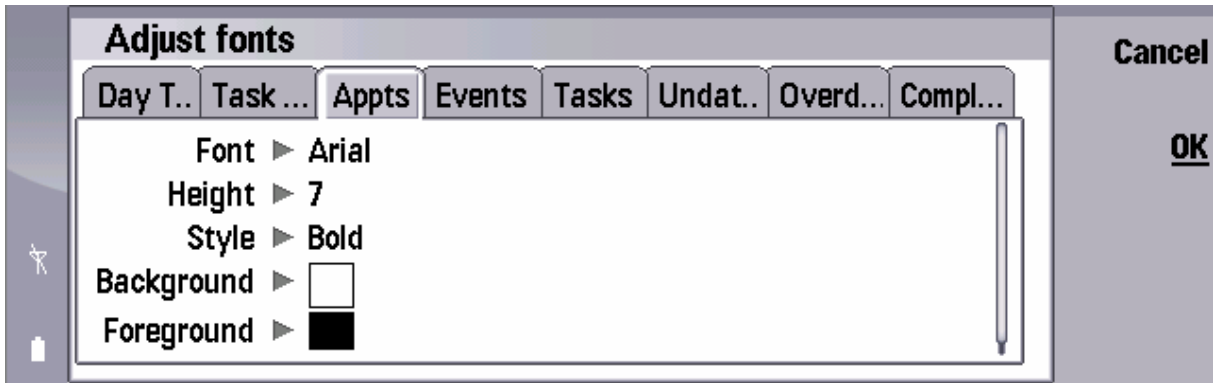 Adjust fonts
Cancel
Day T.. Task ... Appts Events Tasks Undat.. Overd... Compl...
Font Arial
OK
Height 7
Style Bold
Background
Foreground